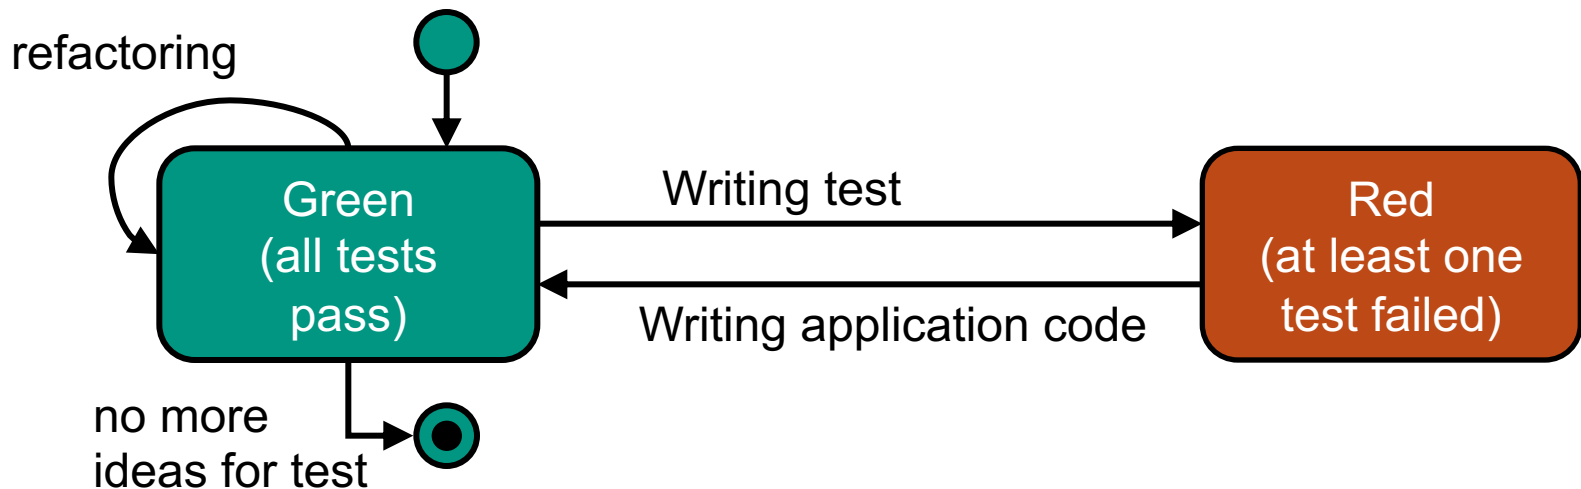 refactoring
Green
(all tests
pass)
Writing test
Writing application code
Red
(at least one
test failed)
no more
ideas for test